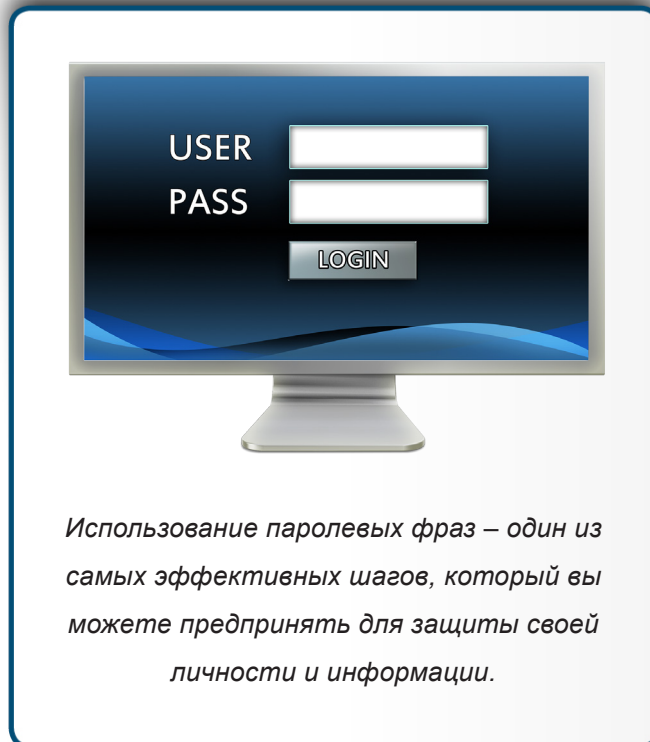 USER
PASS
LOGIN
Использование паролевых фраз – один из
самых эффективных шагов, который вы
можете предпринять для защиты своей
личности и информации.